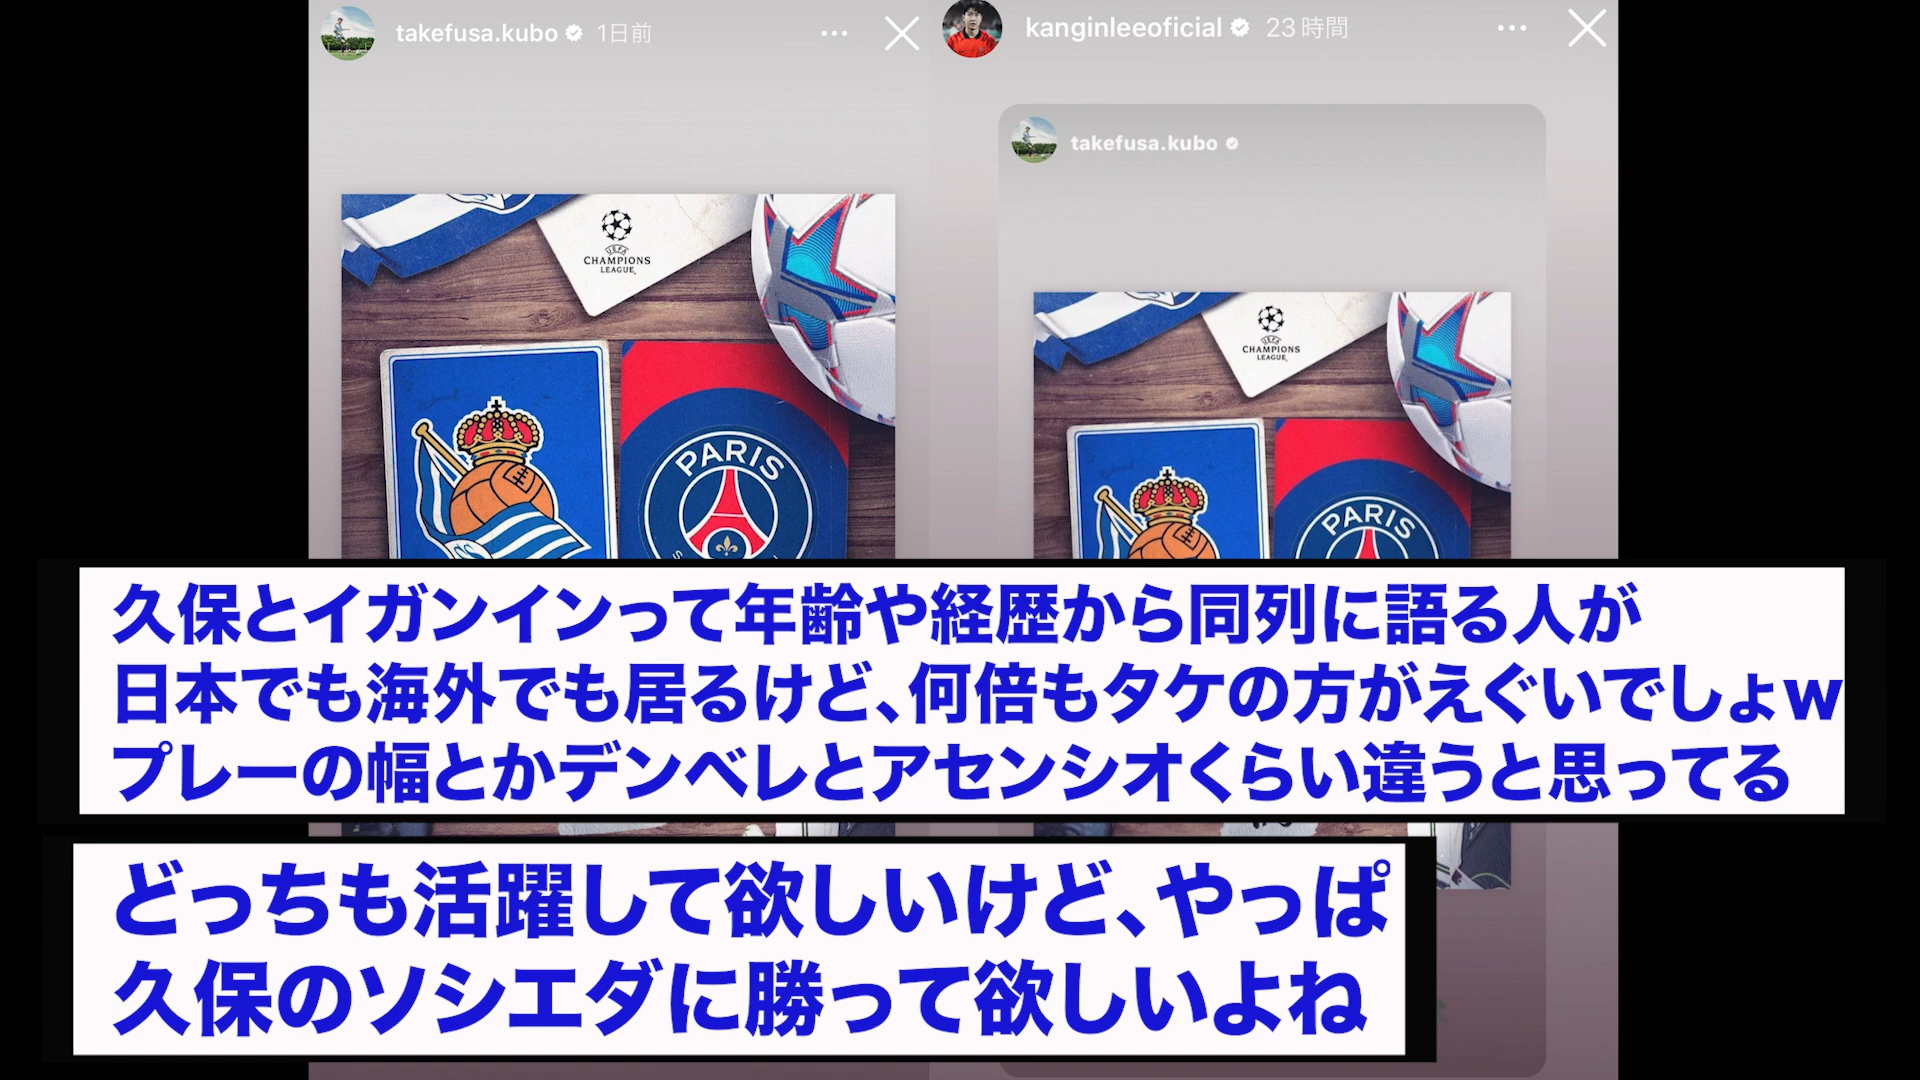 takefusa.kubo 1日前
kanginleeoficial 23時間
takefusa.kubo
UEFA
CHAMPIONS
LEAGUE
UEFA
CHAMPIONS
LEAGUE
PARIS
PARIS
久保とイガンインって年齢や経歴から同列に語る人が
日本でも海外でも居るけど、何倍もタケの方がえぐいでしょw
プレーの幅とかデンベレとアセンシオくらい違うと思ってる
どっちも活躍して欲しいけど、やっぱ
久保のソシエダに勝って欲しいよね